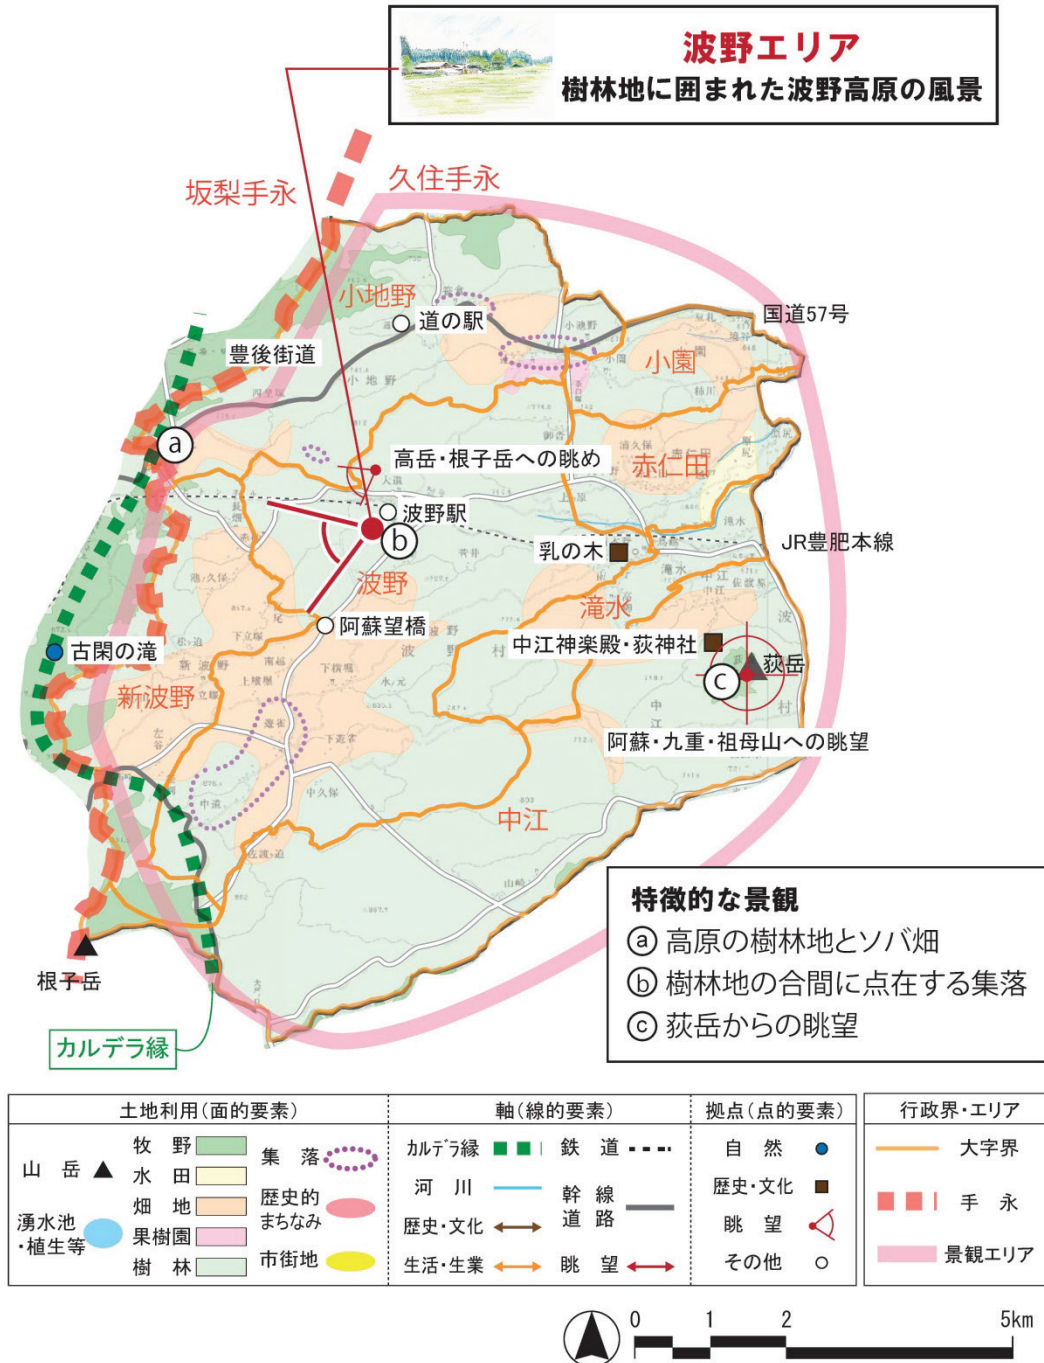 波野エリア
樹林地に囲まれた波野高原の風景
坂梨手永
久住手永
小地野
道の駅
国道57号
豊後街道
小園
小地野
ⓐ
高岳・根子岳への眺め
赤仁田
波野駅
ⓑ
乳の木
JR豊肥本線
波野
滝水
阿蘇望橋
中江神楽殿・荻神社
古閑の滝
荻岳
ⓒ
新波野
阿蘇・九重・祖母山への眺望
中江
根子岳
カルデラ縁
特徴的な景観
ⓐ 高原の樹林地とソバ畑
ⓑ 樹林地の合間に点在する集落
ⓒ 荻岳からの眺望
土地利用(面的要素)
山 岳
湧水池
・植生等
牧 野
水 田
畑 地
果樹園
樹 林
集 落
歴史的
まちなみ
市街地
軸(線的要素)
カルデラ縁
河 川
歴史・文化
生活・生業
鉄 道
幹線
道路
眺 望
拠点(点的要素)
自 然
歴史・文化
眺 望
その他
行政界・エリア
大字界
手 永
景観エリア
0 1 2 5km